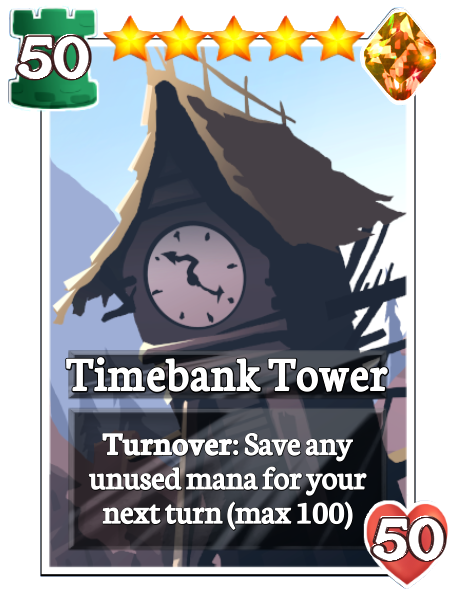 50
Timebank Tower
Turnover: Save any
unused mana for your
next turn (max 100)
50